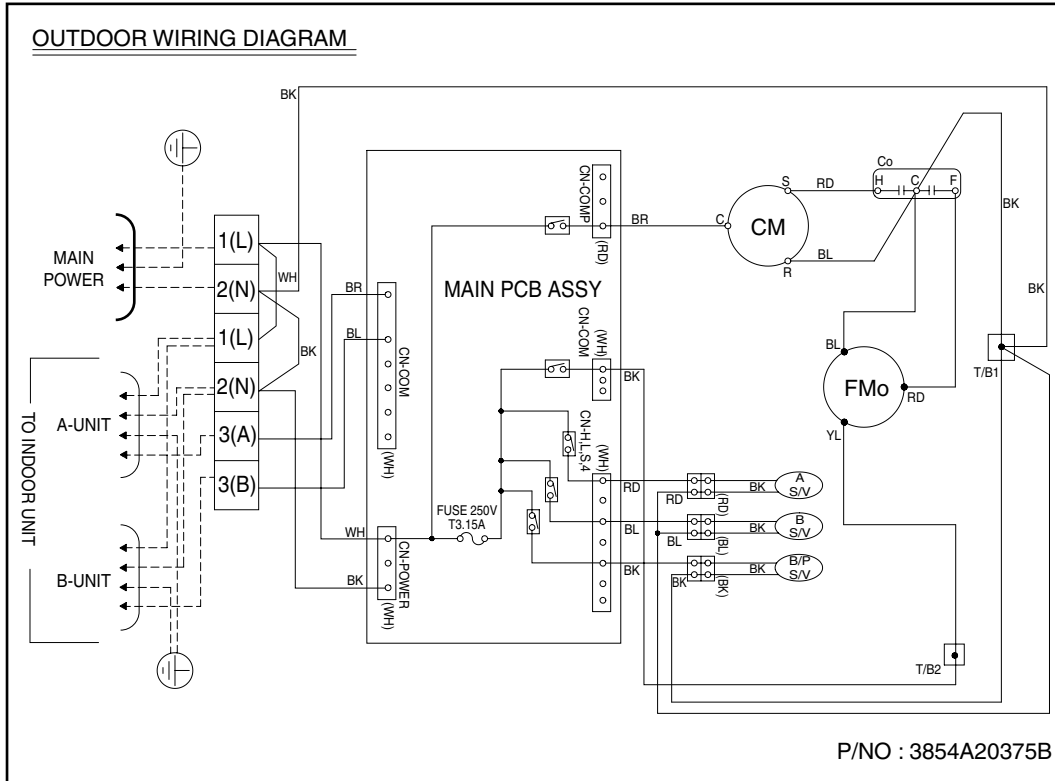 OUTDOOR WIRING DIAGRAM
BK
MAIN
POWER
1(L)
2(N)
1(L)
2(N)
3(A)
3(B)
WH
BK
TO INDOOR UNIT
A-UNIT
B-UNIT
BR
BL
CN-COM
(WH)
WH
BK
CN-POWER
(WH)
MAIN PCB ASSY
FUSE 250V
T3.15A
CN-COMP
(RD)
BR
CN-COM
(WH)
BK
CN-H,L,S,4
(WH)
RD
BL
BK
RD
BL
BK
(RD)
(BL)
(BK)
BK
BK
BK
A
S/V
B
S/V
B/P
S/V
C
S
R
CM
RD
BL
Co
H
C
F
BK
BK
BL
FMo
RD
YL
T/B1
T/B2
P/NO : 3854A20375B